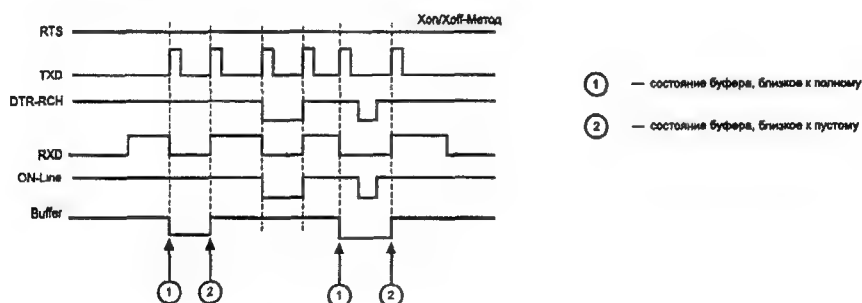 Xon/Xoff-Метод
RTS
TXD
DTR-RCH
RXD
ON-Line
Buffer
1 — состояние буфера, близкое к полному
2 — состояние буфера, близкое к пустому
1 2 1 2